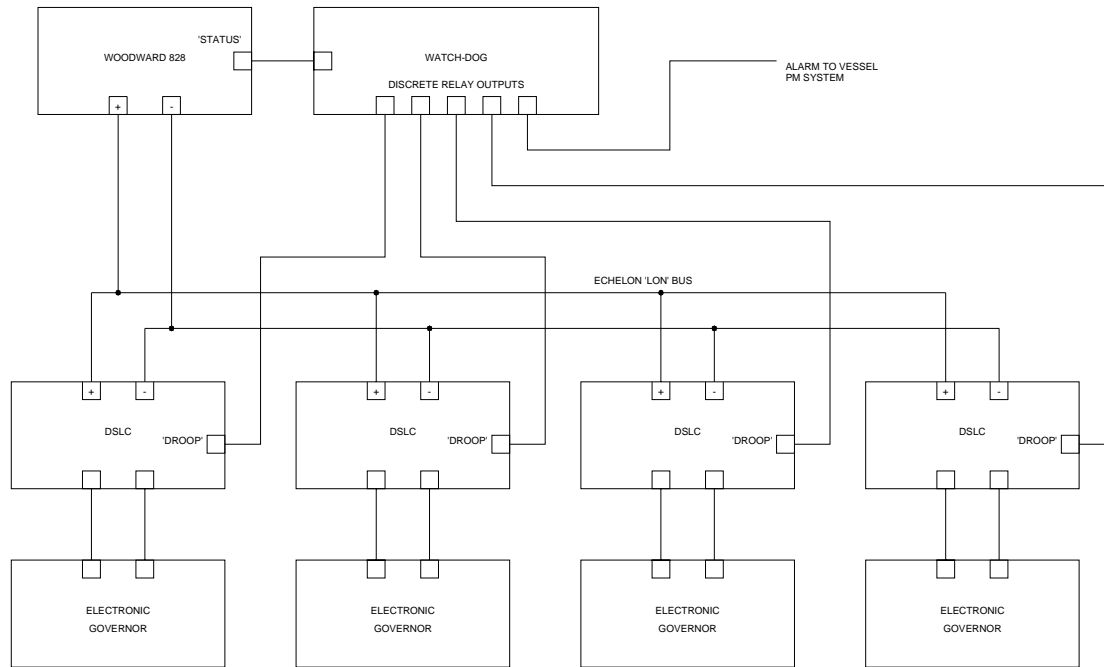 'STATUS'
WOODWARD 828
WATCH-DOG
DISCRETE RELAY OUTPUTS
ALARM TO VESSEL
PM SYSTEM
+ -
ECHELON 'LON' BUS
+ - + - + - + -
DSLC 'DROOP' DSLC 'DROOP' DSLC 'DROOP' DSLC 'DROOP'
ELECTRONIC ELECTRONIC ELECTRONIC ELECTRONIC
GOVERNOR GOVERNOR GOVERNOR GOVERNOR